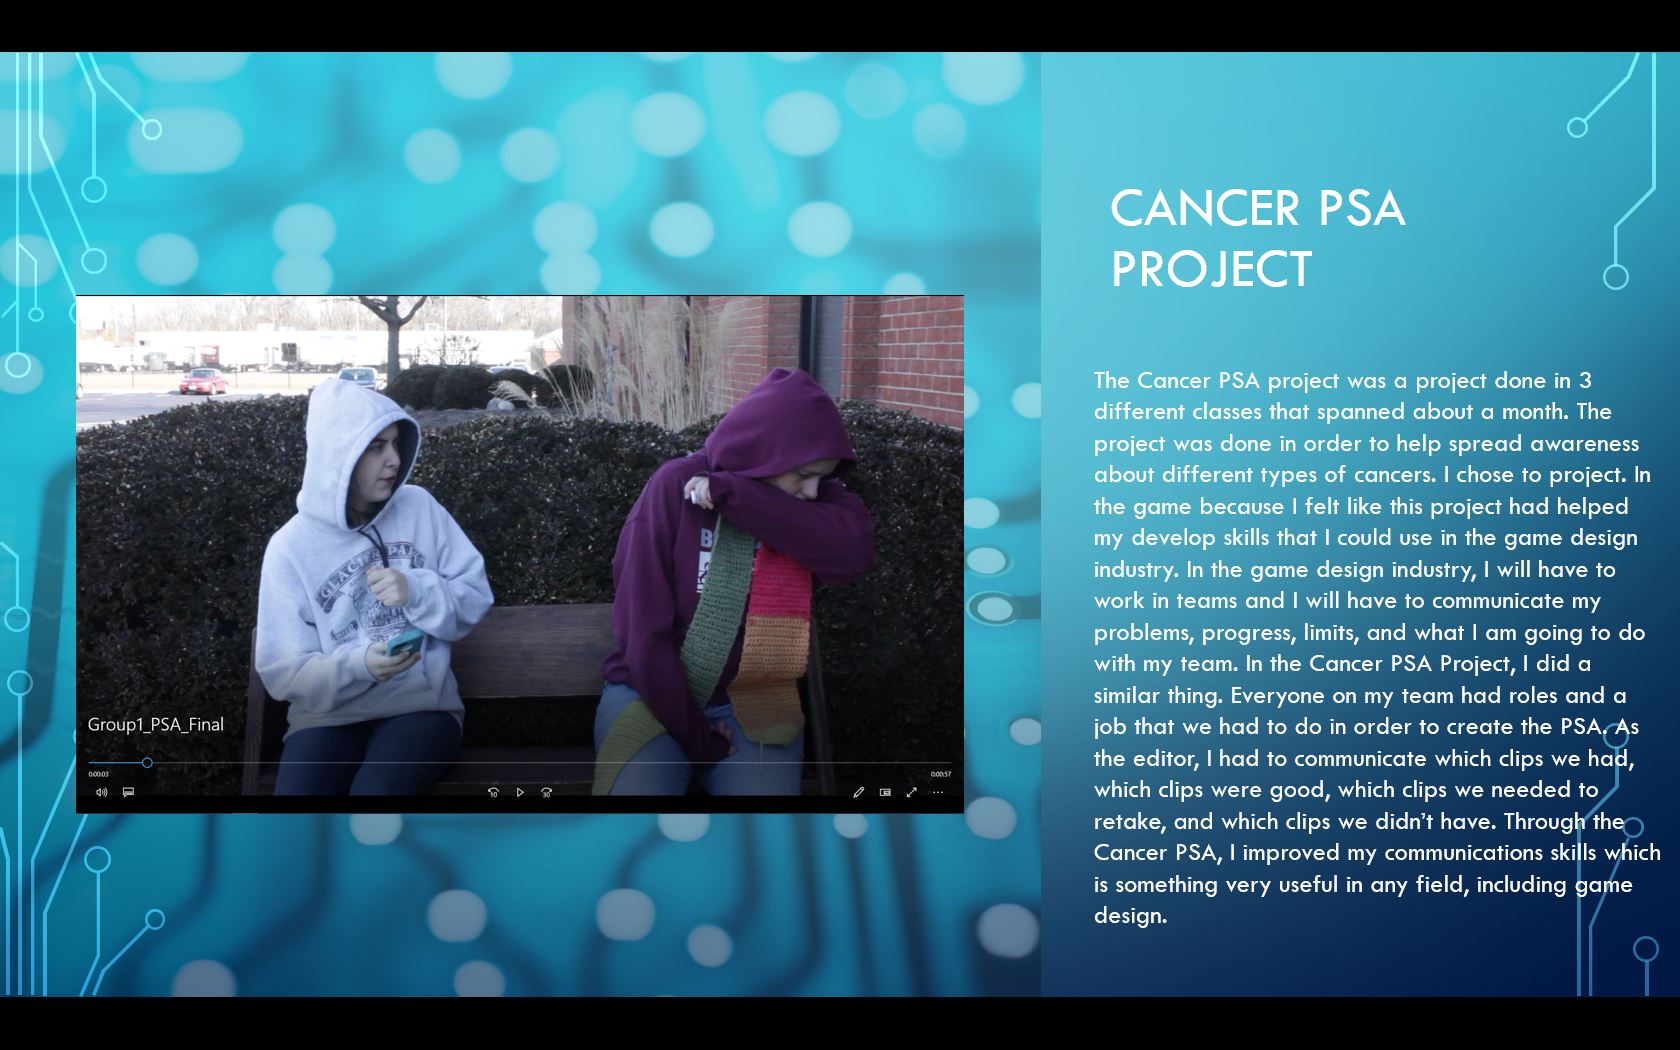 CANCER PSA
PROJECT
The Cancer PSA project was a project done in 3
different classes that spanned about a month. The
project was done in order to help spread awareness
about different types of cancers. I chose to project. In
the game because I felt like this project had helped
my develop skills that I could use in the game design
industry. In the game design industry, I will have to
work in teams and I will have to communicate my
problems, progress, limits, and what I am going to do
with my team. In the Cancer PSA Project, I did a
similar thing. Everyone on my team had roles and a
job that we had to do in order to create the PSA. As
the editor, I had to communicate which clips we had,
which clips were good, which clips we needed to
retake, and which clips we didn't have. Through the
Cancer PSA, I improved my communications skills which
is something very useful in any field, including game
design.
Group1_PSA_Final
0:00:03
0:00:57
10
30